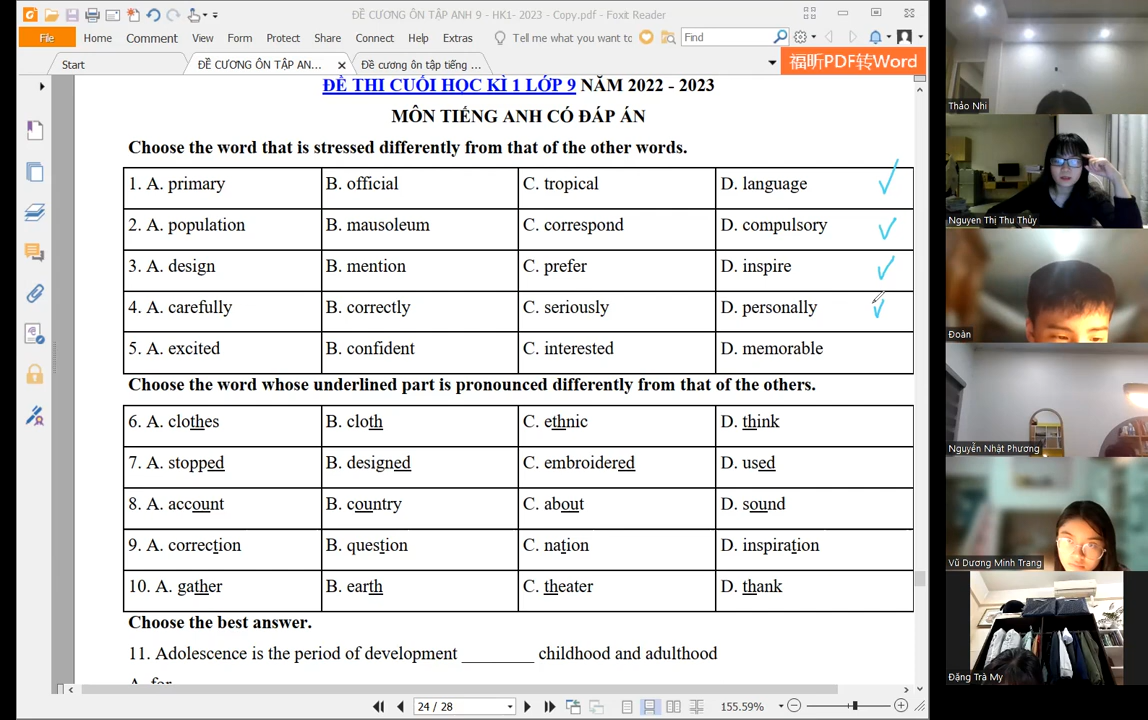 ĐỀ CƯƠNG ÔN TẬP ANH 9 - HK1- 2023 - Copy.pdf - Foxit Reader
File Home Comment View Form Protect Share Connect Help Extras Tell me what you want to Find
Start ĐỀ CƯƠNG ÔN TẬP AN... Đề cương ôn tập tiếng ... 福昕PDF转Word
ĐỀ THI CUỐI HỌC KÌ 1 LỚP 9 NĂM 2022 - 2023
MÔN TIẾNG ANH CÓ ĐÁP ÁN
Choose the word that is stressed differently from that of the other words.
1. A. primary B. official C. tropical D. language
2. A. population B. mausoleum C. correspond D. compulsory
3. A. design B. mention C. prefer D. inspire
4. A. carefully B. correctly C. seriously D. personally
5. A. excited B. confident C. interested D. memorable
Choose the word whose underlined part is pronounced differently from that of the others.
6. A. clothes B. cloth C. ethnic D. think
7. A. stopped B. designed C. embroidered D. used
8. A. account B. country C. about D. sound
9. A. correction B. question C. nation D. inspiration
10. A. gather B. earth C. theater D. thank
Choose the best answer.
11. Adolescence is the period of development ________ childhood and adulthood
A. for
24 / 28 155.59%
Thảo Nhi
Nguyen Thị Thu Thủy
Đoàn
Nguyễn Nhật Phương
Vũ Dương Minh Trang
Đặng Trà My